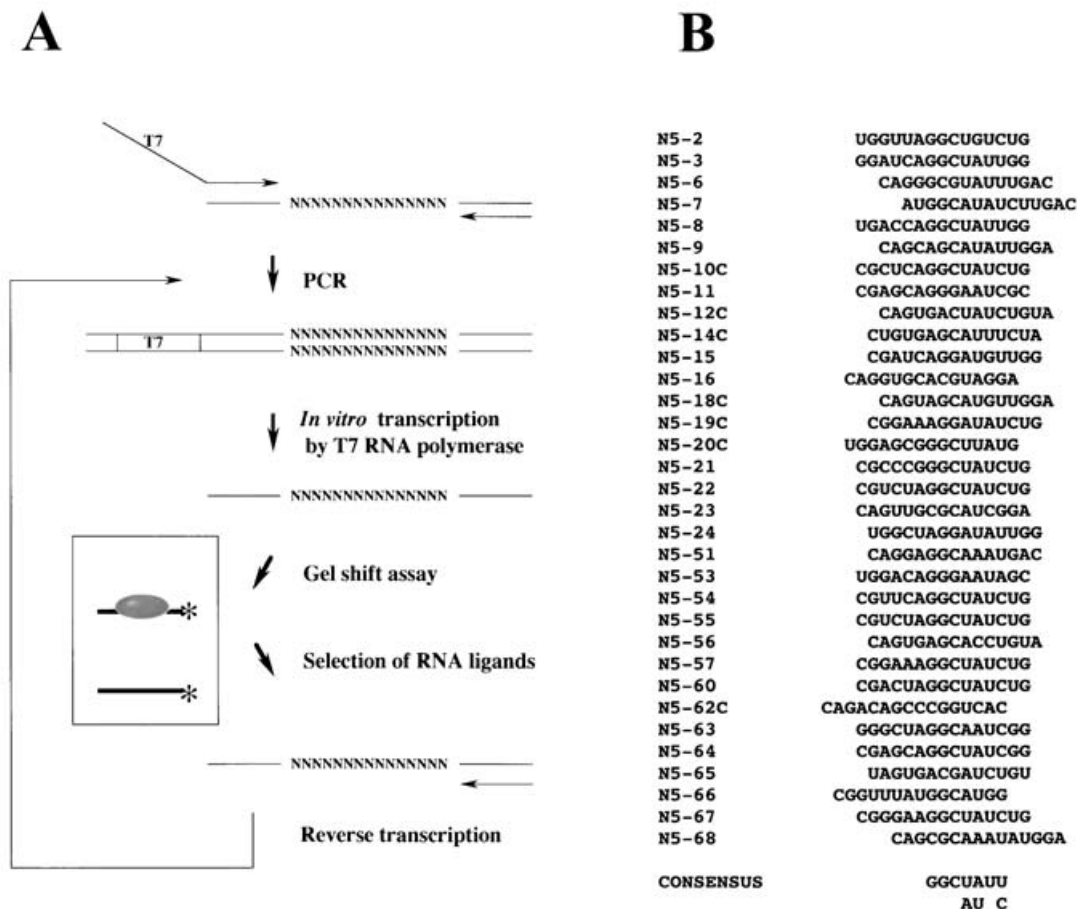 A
T7
NNNNNNNNNNNNNNN
PCR
T7
NNNNNNNNNNNNNNN
NNNNNNNNNNNNNNN
In vitro transcription
by T7 RNA polymerase
NNNNNNNNNNNNNNN
Gel shift assay
*
Selection of RNA ligands
*
NNNNNNNNNNNNNNN
Reverse transcription
B
N5-2 UGGUUAGGCUGUCUG
N5-3 GGAUCAGGCUAUUGG
N5-6 CAGGGCGUAUUUGAC
N5-7 AUGGCAUAUCUUGAC
N5-8 UGACCAGGCUAUUGG
N5-9 CAGCAGCAUAUUGGA
N5-10C CGCUCAGGCUAUCUG
N5-11 CGAGCAGGGAAUCGC
N5-12C CAGUGACUAUCUGUA
N5-14C CUGUGAGCAUUUCUA
N5-15 CGAUCAGGAUGUUGG
N5-16 CAGGUGCACGUAGGA
N5-18C CAGUAGCAUGUUGGA
N5-19C CGGAAAGGAUAUCUG
N5-20C UGGAGCGGGCUUAUG
N5-21 CGCCCGGGCUAUCUG
N5-22 CGUCUAGGCUAUCUG
N5-23 CAGUUGCGCAUCGGA
N5-24 UGGCUAGGAUAUUGG
N5-51 CAGGAGGCAAAUGAC
N5-53 UGGACAGGGAAUAGC
N5-54 CGUUCAGGCUAUCUG
N5-55 CGUCUAGGCUAUCUG
N5-56 CAGUGAGCACCUGUA
N5-57 CGGAAAGGCUAUCUG
N5-60 CGACUAGGCUAUCUG
N5-62C CAGACAGCCCGGUCAC
N5-63 GGGCUAGGCAAUCGG
N5-64 CGAGCAGGCUAUCGG
N5-65 UAGUGACGAUCUGU
N5-66 CGGUUUAUGGCAUGG
N5-67 CGGGAAGGCUAUCUG
N5-68 CAGCGCAAAUAUGGA
CONSENSUS GGCUAUU
AU C